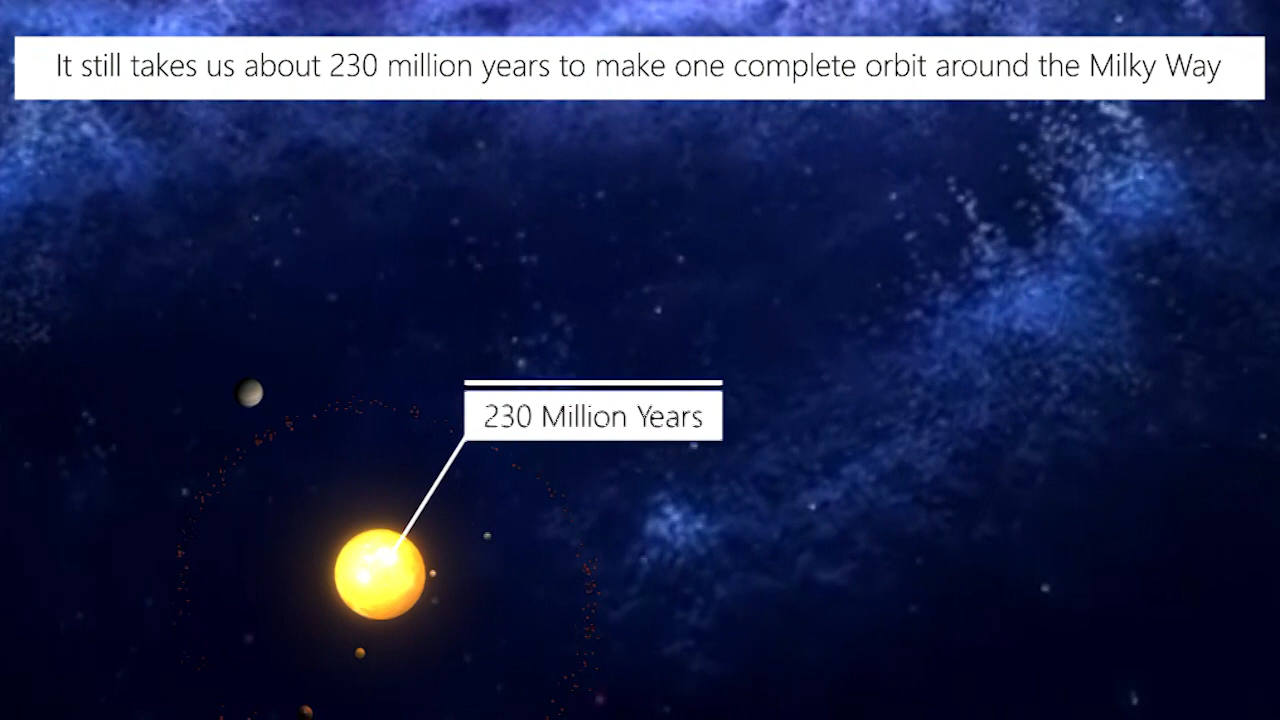 It still takes us about 230 million years to make one complete orbit around the Milky Way
230 Million Years